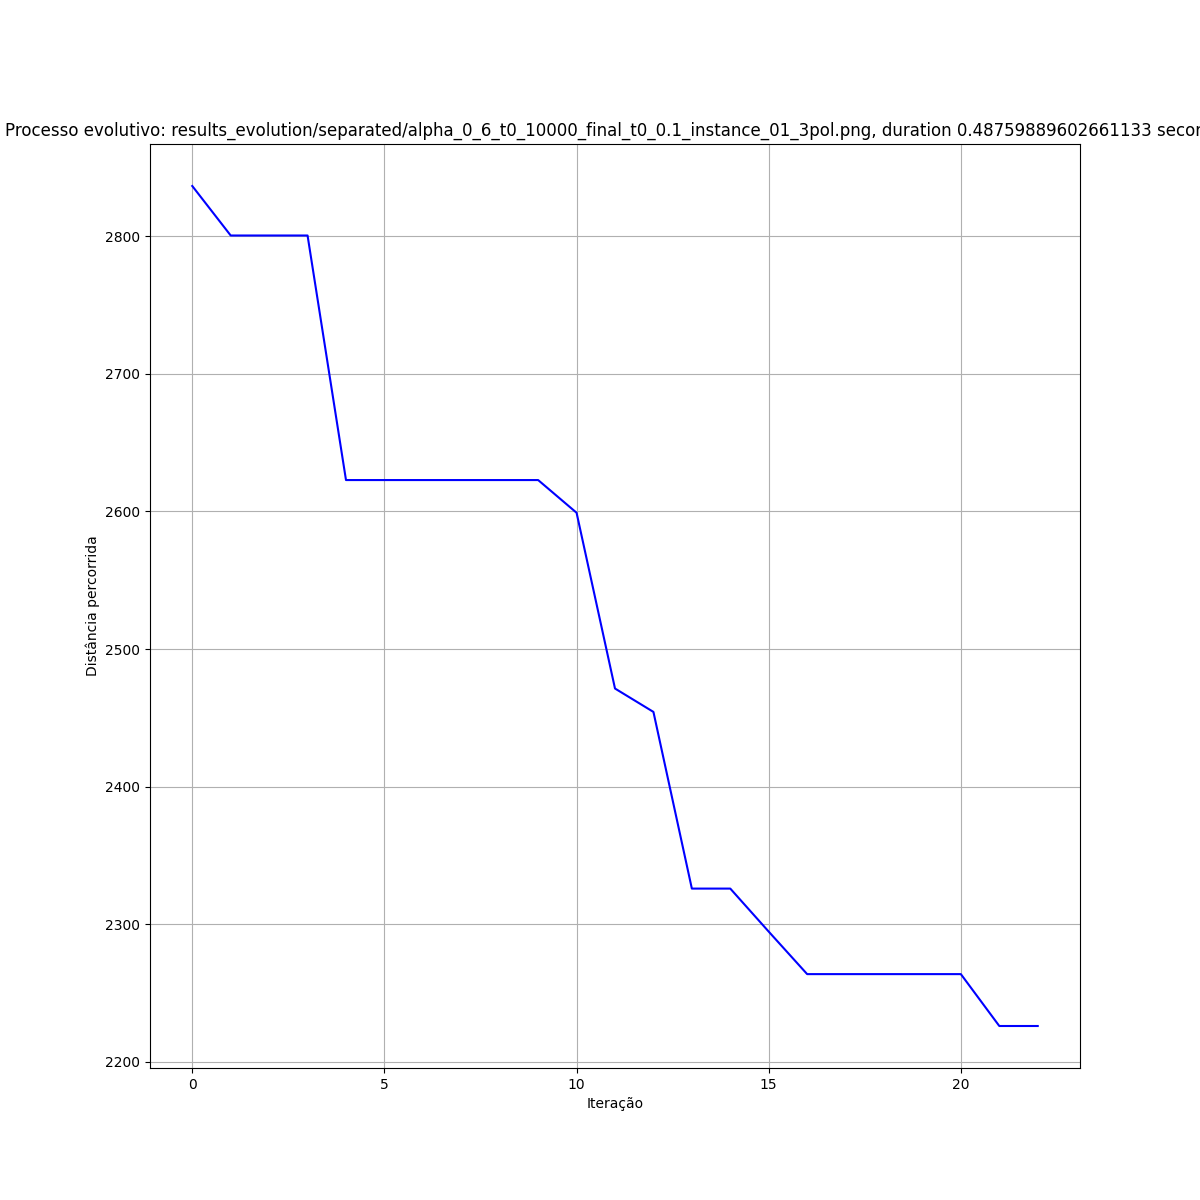 Processo evolutivo: results_evolution/separated/alpha_0_6_t0_10000_final_t0_0.1_instance_01_3pol.png, duration 0.48759889602661133 secon
2800
2700
2600
2500
2400
2300
2200
Distância percorrida
0 5 10 15 20
Iteração